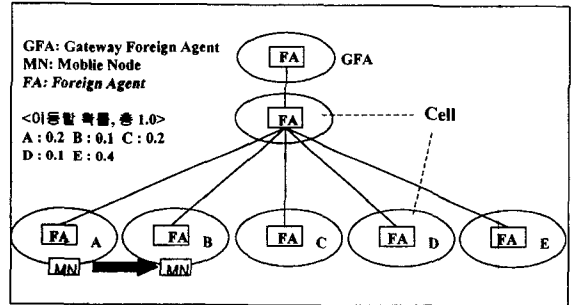 GFA: Gateway Foreign Agent
MN: Moblie Node
FA: Foreign Agent
<이동할 확률, 총 1.0>
A : 0.2 B : 0.1 C : 0.2
D : 0.1 E : 0.4
FA GFA
FA
Cell
FA A
FA B
FA C
FA D
FA E
MN
MN